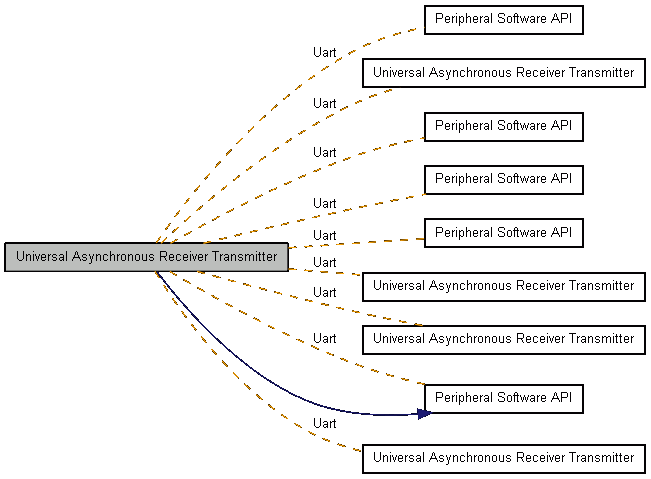 Peripheral Software API
Uart
Universal Asynchronous Receiver Transmitter
Uart
Peripheral Software API
Uart
Peripheral Software API
Uart
Peripheral Software API
Uart
Universal Asynchronous Receiver Transmitter
Uart
Universal Asynchronous Receiver Transmitter
Uart
Universal Asynchronous Receiver Transmitter
Uart
Peripheral Software API
Uart
Universal Asynchronous Receiver Transmitter